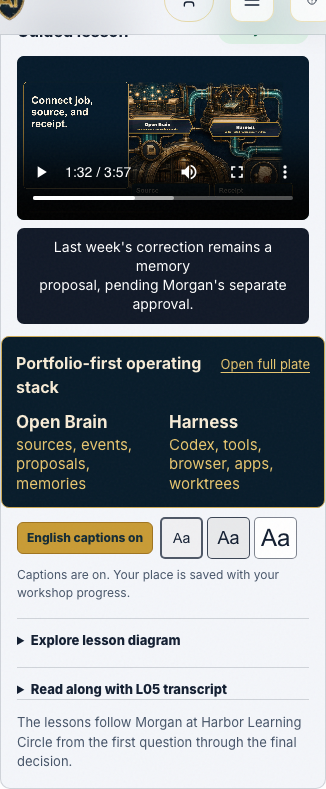 Guided lesson
Connect job,
source, and
receipt.
Open Brain
Harness
1:32 / 3:57
Source
Receipt
Last week's correction remains a
memory
proposal, pending Morgan's separate
approval.
Portfolio-first operating
stack
Open full plate
Open Brain
sources, events,
proposals,
memories
Harness
Codex, tools,
browser, apps,
worktrees
English captions on
Aa
Aa
Aa
Captions are on. Your place is saved with your
workshop progress.
Explore lesson diagram
Read along with L05 transcript
The lessons follow Morgan at Harbor Learning
Circle from the first question through the final
decision.